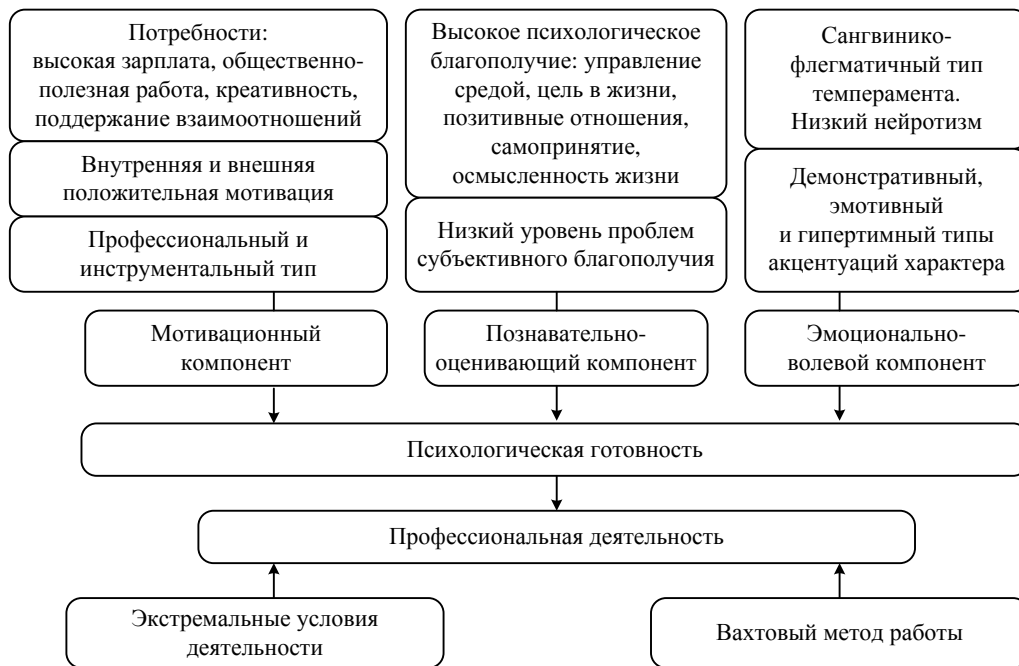 Потребности:
высокая зарплата, общественно-
полезная работа, креативность,
поддержание взаимоотношений
Внутренняя и внешняя
положительная мотивация
Профессиональный и
инструментальный тип
Высокое психологическое
благополучие: управление
средой, цель в жизни,
позитивные отношения,
самопринятие,
осмысленность жизни
Низкий уровень проблем
субъективного благополучия
Сангвинико-
флегматичный тип
темперамента.
Низкий нейротизм
Демонстративный,
эмотивный
и гипертимный типы
акцентуаций характера
Мотивационный
компонент
Познавательно-
оценивающий компонент
Эмоционально-
волевой компонент
Психологическая готовность
Профессиональная деятельность
Экстремальные условия
деятельности
Вахтовый метод работы